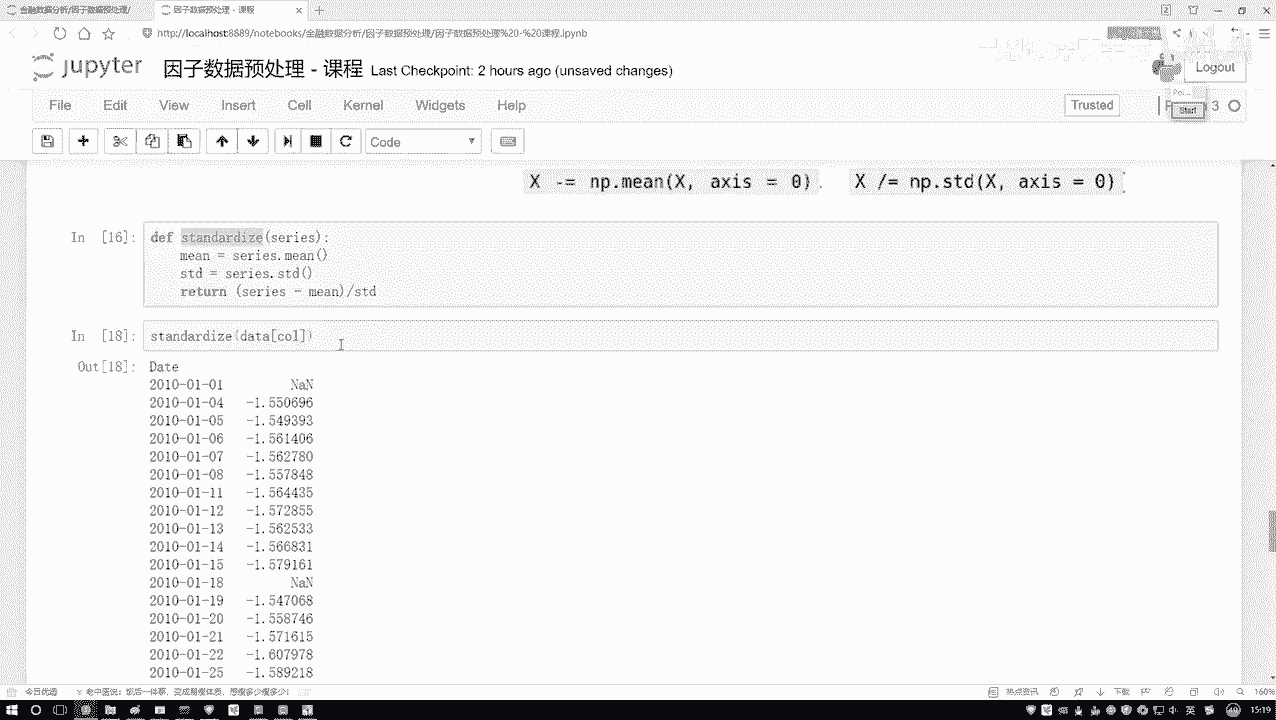 金融数据分析/因子数据预处理/
因子数据预处理 - 课程
http://localhost:8889/notebooks/金融数据分析/因子数据预处理/因子数据预处理%20-%20课程.ipynb
jupyter 因子数据预处理 - 课程 Last Checkpoint: 2 hours ago (unsaved changes)
Logout
File Edit View Insert Cell Kernel Widgets Help
Trusted
3
Start
Code
X -= np.mean(X, axis = 0). X /= np.std(X, axis = 0)
In [16]: def standardize(series):
mean = series.mean()
std = series.std()
return (series - mean)/std
In [18]: standardize(data[col])
Out[18]: Date
2010-01-01 NaN
2010-01-04 -1.550696
2010-01-05 -1.549393
2010-01-06 -1.561406
2010-01-07 -1.562780
2010-01-08 -1.557848
2010-01-11 -1.564435
2010-01-12 -1.572855
2010-01-13 -1.562533
2010-01-14 -1.566831
2010-01-15 -1.579161
2010-01-18 NaN
2010-01-19 -1.547068
2010-01-20 -1.558746
2010-01-21 -1.571615
2010-01-22 -1.607978
2010-01-25 -1.589218
今日优选
热点资讯
下载
160%
15:19